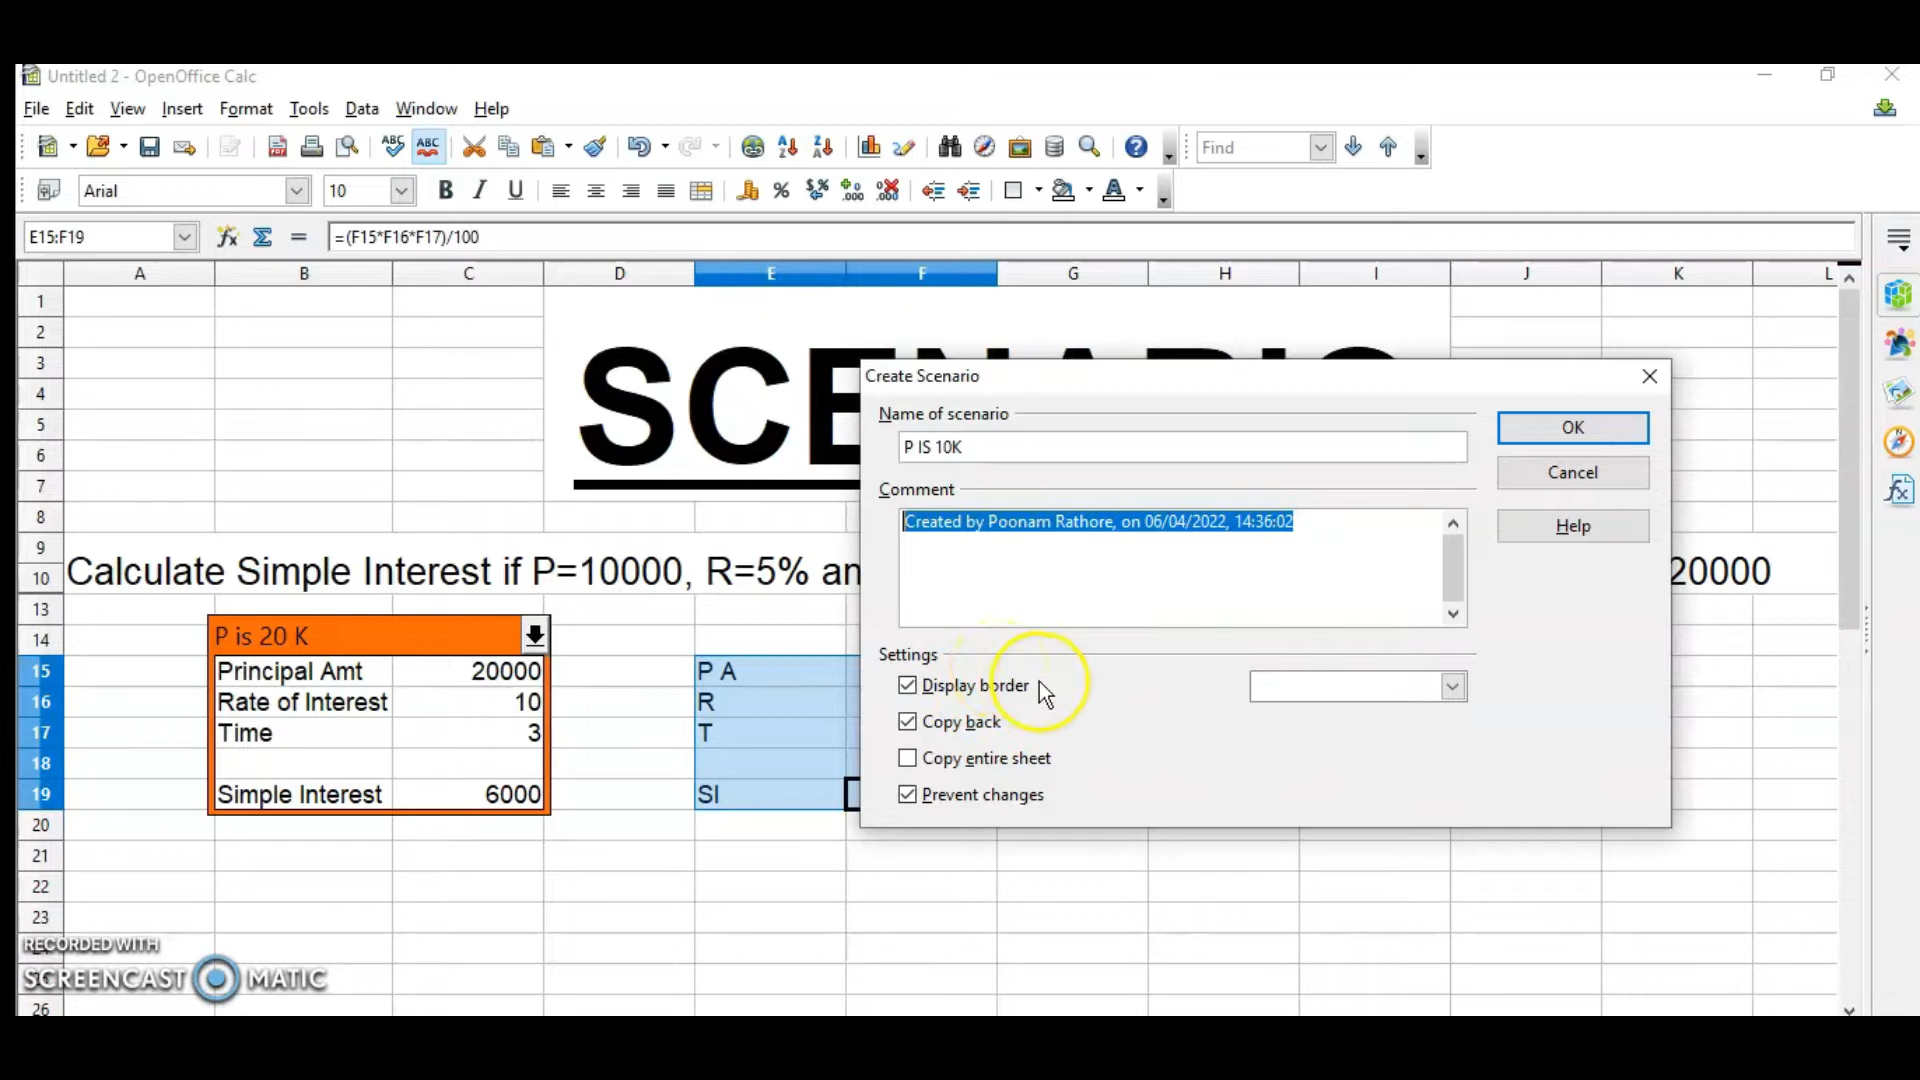 Untitled 2 - OpenOffice Calc
File Edit View Insert Format Tools Data Window Help
Find
Arial 10
E15:F19 =(F15*F16*F17)/100
A B C D E F G H I J K L
1
2
3
4
5
6
7
8
9
10
13
14
15
16
17
18
19
20
21
22
23
26
Calculate Simple Interest if P=10000, R=5% an
20000
P is 20 K
Principal Amt 20000
Rate of Interest 10
Time 3
Simple Interest 6000
P A
R
T
SI
Create Scenario
Name of scenario
P IS 10K
Comment
Created by Poonam Rathore, on 06/04/2022, 14:36:02
OK
Cancel
Help
Settings
Display border
Copy back
Copy entire sheet
Prevent changes
RECORDED WITH
SCREENCAST MATIC